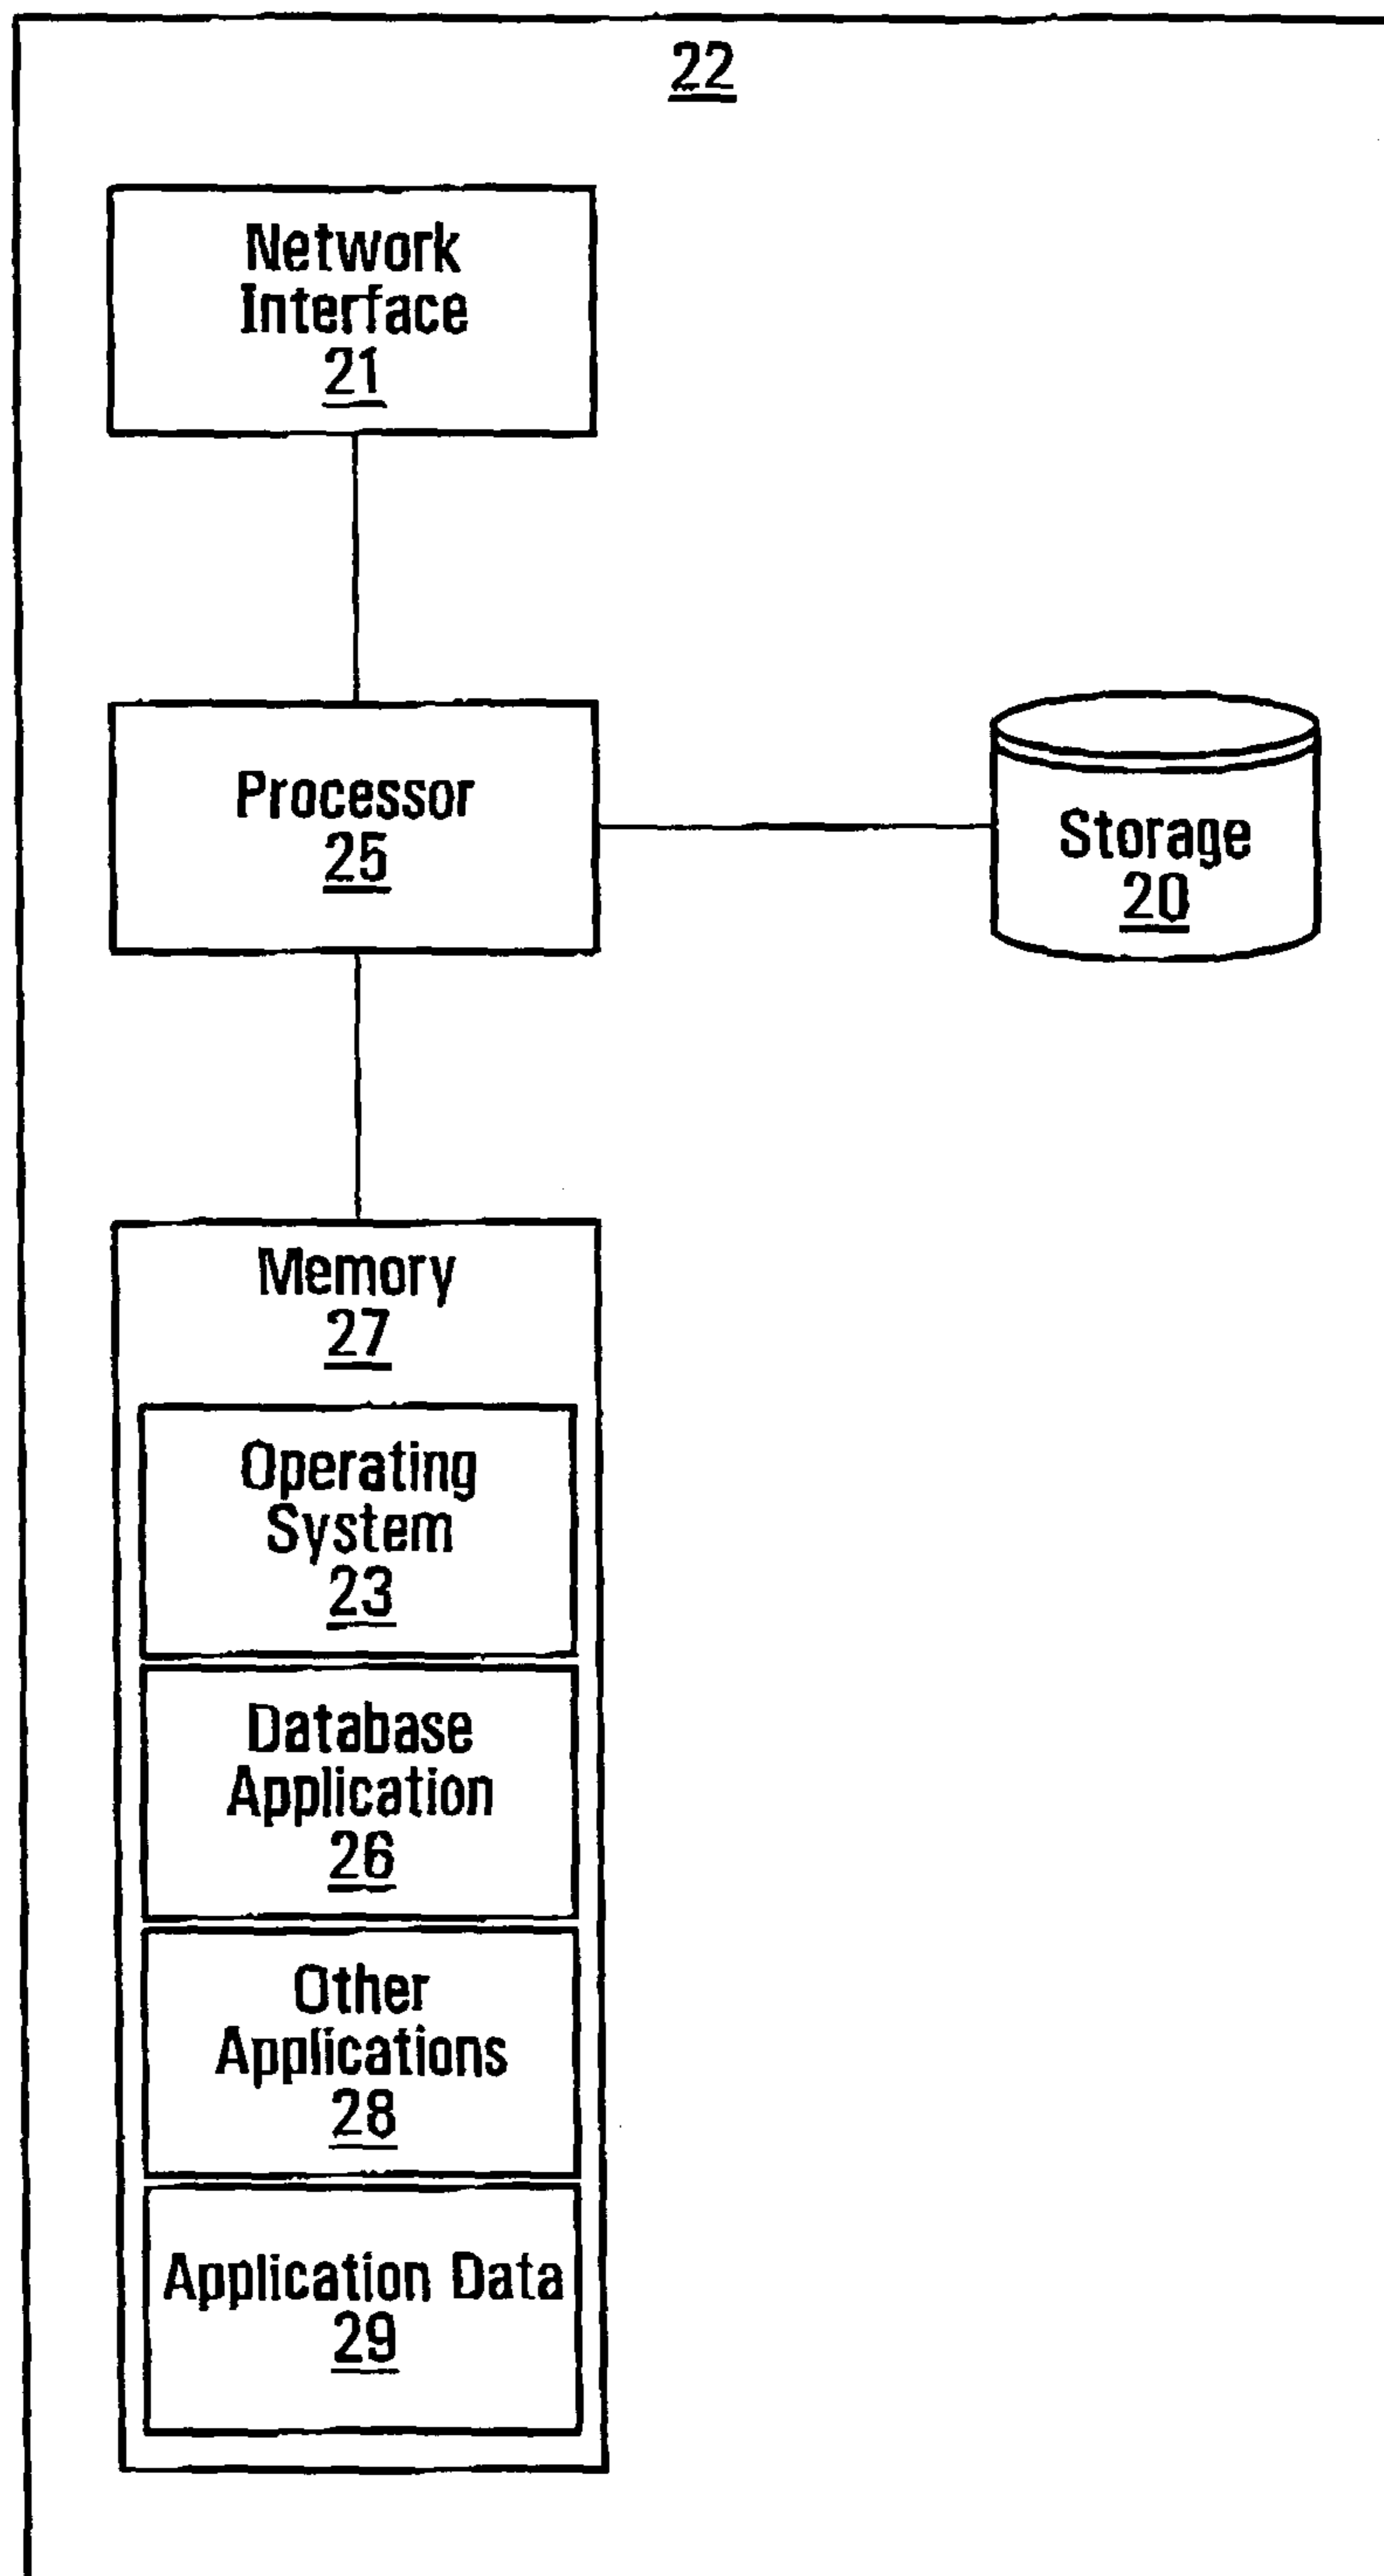 22
Network
Interface
21
Processor
25
Storage
20
Memory
27
Operating
System
23
Database
Application
26
Other
Applications
28
Application Data
29